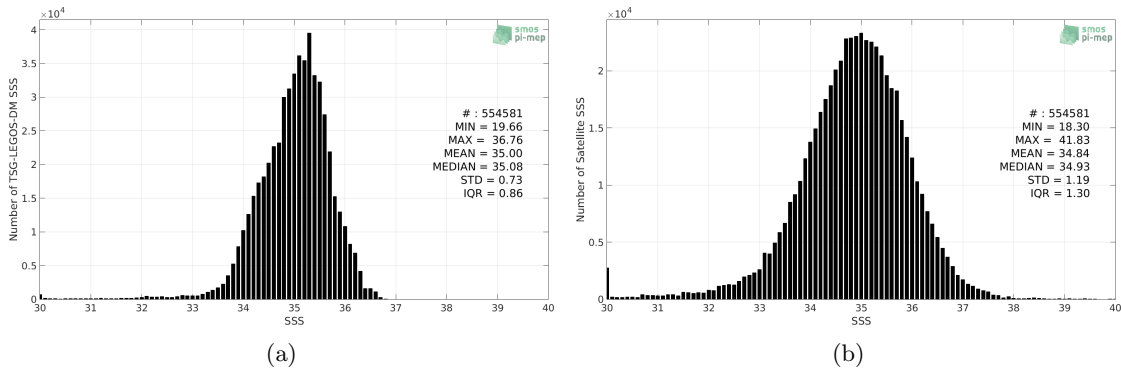 ×10⁴
4
3.5
3
2.5
2
1.5
1
0.5
0
Number of TSG-LEGOS-DM SSS
30 31 32 33 34 35 36 37 38 39 40
SSS
smos
pi-mep
# : 554581
MIN = 19.66
MAX = 36.76
MEAN = 35.00
MEDIAN = 35.08
STD = 0.73
IQR = 0.86
(a)
×10⁴
2
1.5
1
0.5
0
Number of Satellite SSS
30 31 32 33 34 35 36 37 38 39 40
SSS
smos
pi-mep
# : 554581
MIN = 18.30
MAX = 41.83
MEAN = 34.84
MEDIAN = 34.93
STD = 1.19
IQR = 1.30
(b)